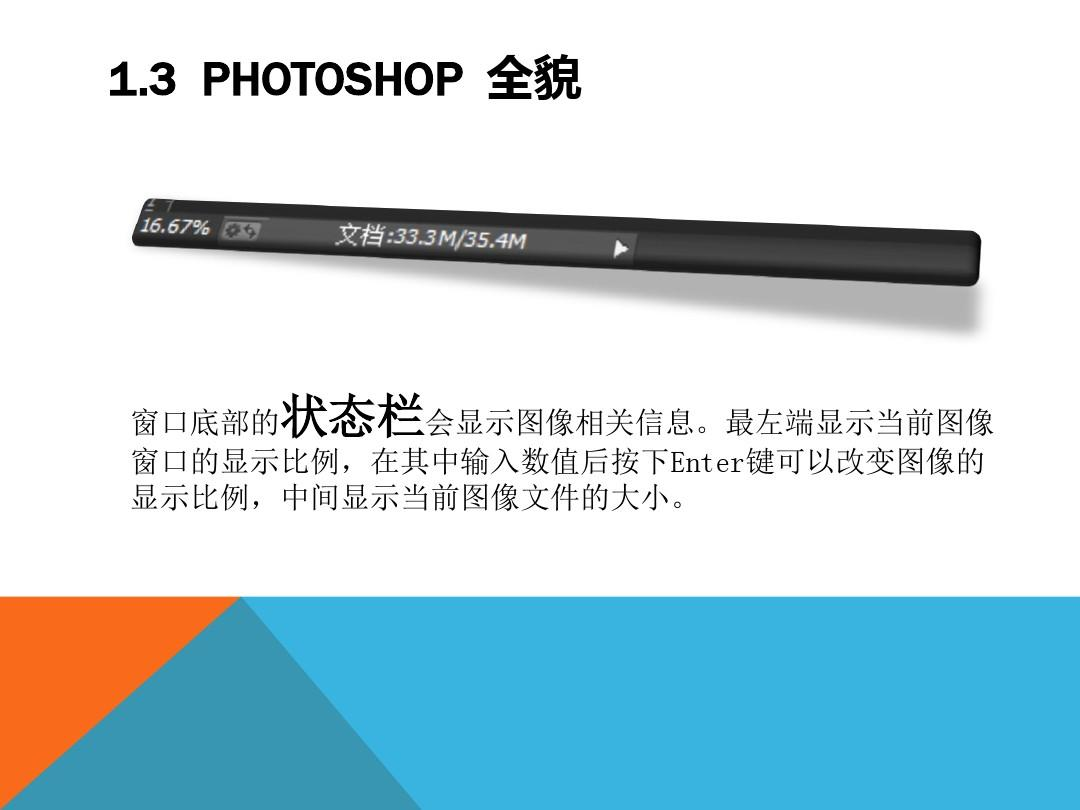 1.3 PHOTOSHOP 全貌
16.67%
文档:33.3M/35.4M
窗口底部的状态栏会显示图像相关信息。最左端显示当前图像
窗口的显示比例，在其中输入数值后按下Enter键可以改变图像的
显示比例，中间显示当前图像文件的大小。